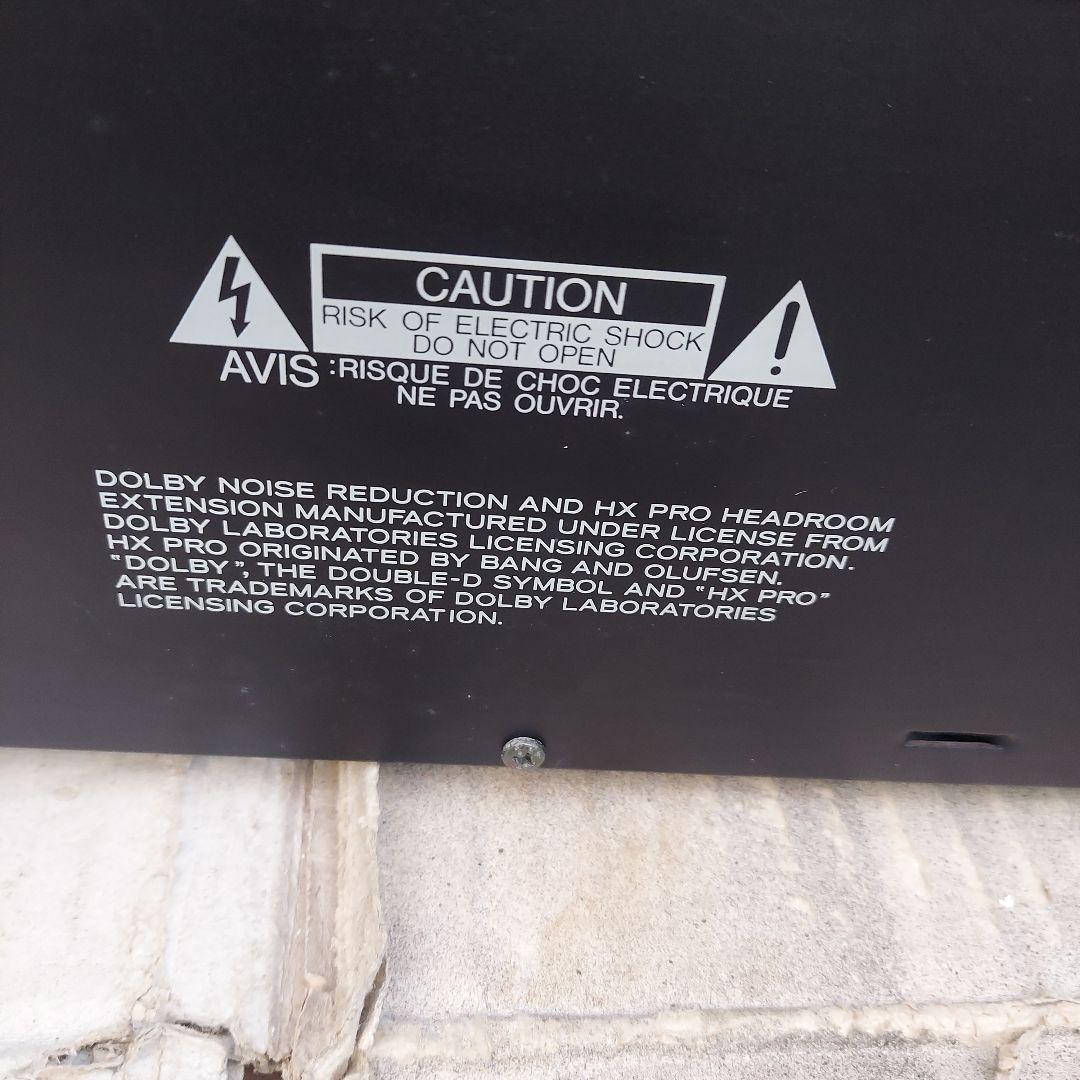 CAUTION
RISK OF ELECTRIC SHOCK
DO NOT OPEN
AVIS :RISQUE DE CHOC ELECTRIQUE
NE PAS OUVRIR.
DOLBY NOISE REDUCTION AND HX PRO HEADROOM
EXTENSION MANUFACTURED UNDER LICENSE FROM
DOLBY LABORATORIES LICENSING CORPORATION.
HX PRO ORIGINATED BY BANG AND OLUFSEN.
"DOLBY", THE DOUBLE-D SYMBOL AND "HX PRO"
ARE TRADEMARKS OF DOLBY LABORATORIES
LICENSING CORPORATION.